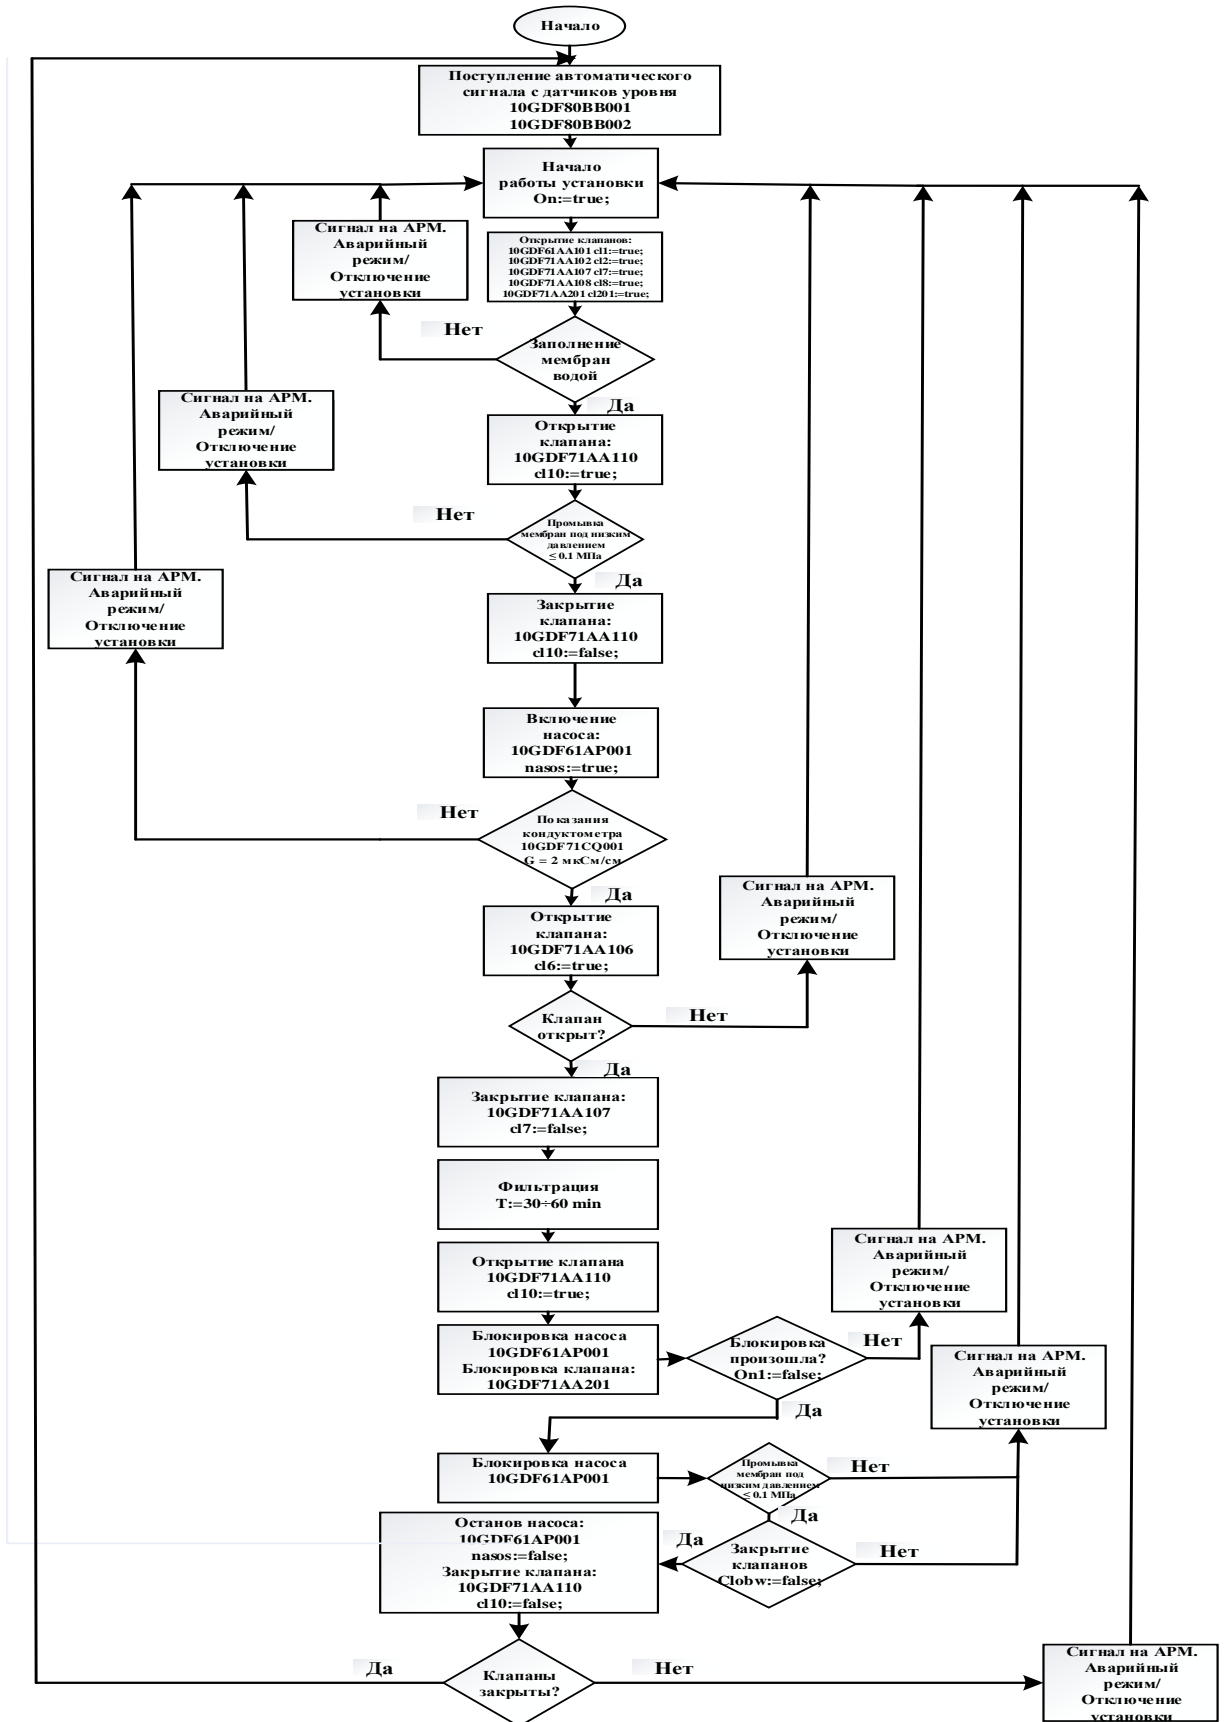 Начало
Поступление автоматического
сигнала с датчиков уровня
10GDF80BB001
10GDF80BB002
Начало
работы установки
On:=true;
Сигнал на АРМ.
Аварийный
режим/
Отключение
установки
Открытие клапанов:
10GDF61AA101 cl1:=true;
10GDF71AA102 cl2:=true;
10GDF71AA107 cl7:=true;
10GDF71AA108 cl8:=true;
10GDF71AA201 cl201:=true;
Нет
Заполнение
мембран
водой
Да
Сигнал на АРМ.
Аварийный
режим/
Отключение
установки
Открытие
клапана:
10GDF71AA110
cl10:=true;
Нет
Промывка
мембран под низким
давлением
≤ 0.1 МПа
Да
Сигнал на АРМ.
Аварийный
режим/
Отключение
установки
Закрытие
клапана:
10GDF71AA110
cl10:=false;
Включение
насоса:
10GDF61AP001
nasos:=true;
Нет
Показания
кондуктометра
10GDF71CQ001
G = 2 мкСм/см
Да
Сигнал на АРМ.
Аварийный
режим/
Отключение
установки
Открытие
клапана:
10GDF71AA106
cl6:=true;
Клапан
открыт?
Нет
Да
Закрытие клапана:
10GDF71AA107
cl7:=false;
Фильтрация
T:=30÷60 min
Открытие клапана
10GDF71AA110
cl10:=true;
Сигнал на АРМ.
Аварийный
режим/
Отключение
установки
Блокировка насоса
10GDF61AP001
Блокировка клапана:
10GDF71AA201
Блокировка
произошла?
On1:=false;
Нет
Да
Сигнал на АРМ.
Аварийный
режим/
Отключение
установки
Блокировка насоса
10GDF61AP001
Промывка
мембран под
низким давлением
≤ 0.1 МПа
Нет
Да
Останов насоса:
10GDF61AP001
nasos:=false;
Закрытие клапана:
10GDF71AA110
cl10:=false;
Да
Закрытие
клапанов
Clobw:=false;
Нет
Да
Клапаны
закрыты?
Нет
Сигнал на АРМ.
Аварийный
режим/
Отключение
установки